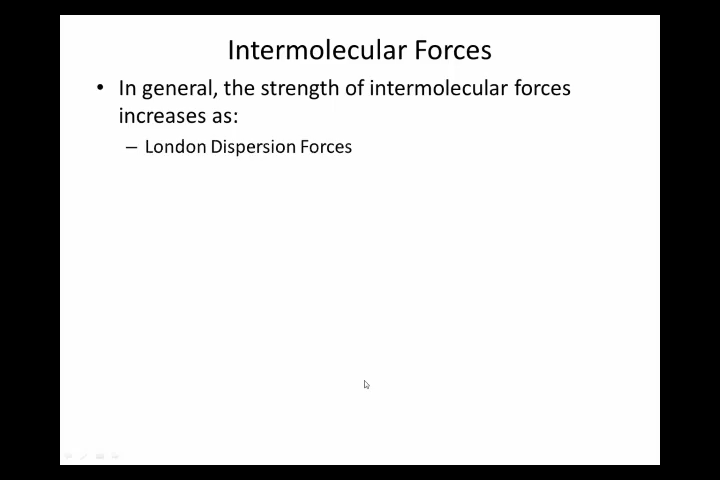 Intermolecular Forces
• In general, the strength of intermolecular forces
increases as:
– London Dispersion Forces